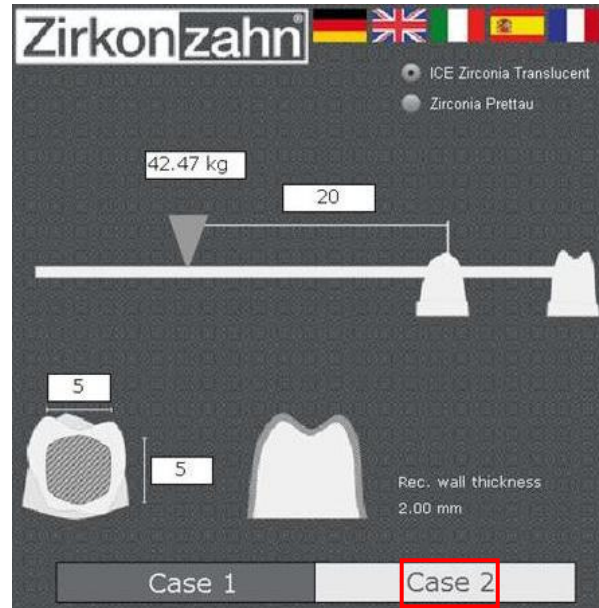 Zirkonzahn®
ICE Zirconia Translucent
Zirconia Prettau
42.47 kg
20
5
5
Rec. wall thickness
2.00 mm
Case 1
Case 2